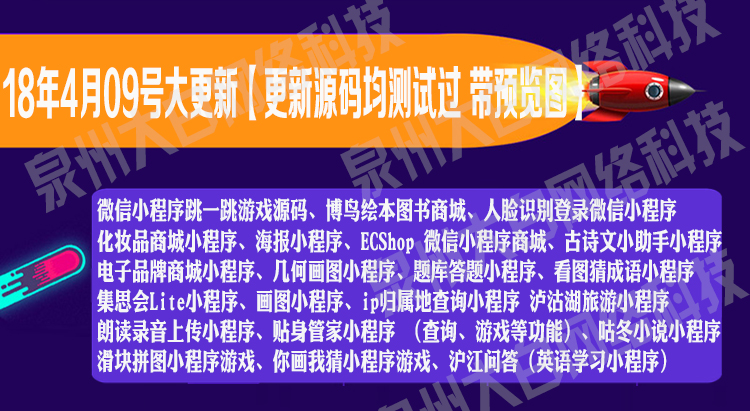 18年4月09号大更新【更新源码均测试过 带预览图】
微信小程序跳一跳游戏源码、博鸟绘本图书商城、人脸识别登录微信小程序
化妆品商城小程序、海报小程序、ECShop 微信小程序商城、古诗文小助手小程序
电子品牌商城小程序、几何画图小程序、题库答题小程序、看图猜成语小程序
集思会Lite小程序、画图小程序、ip归属地查询小程序 泸沽湖旅游小程序
朗读录音上传小程序、贴身管家小程序 （查询、游戏等功能） 咕冬小说小程序
滑块拼图小程序游戏、你画我猜小程序游戏、沪江问答（英语学习小程序）